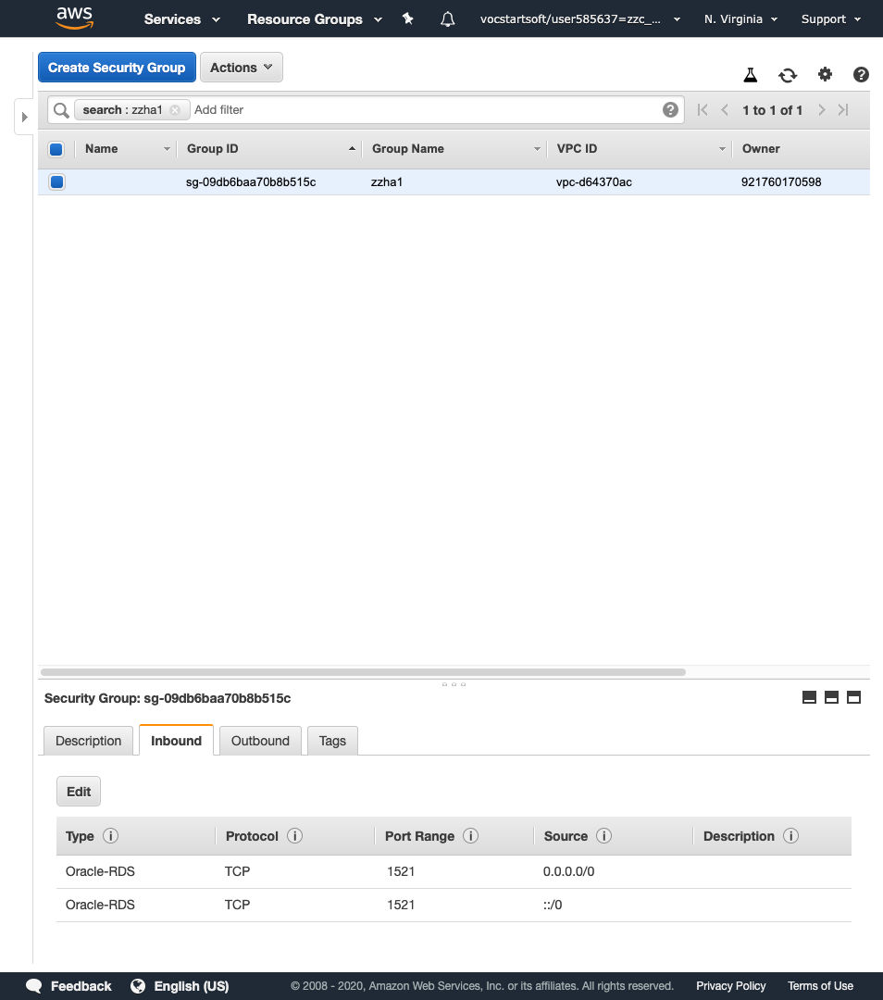 aws Services Resource Groups vocstartsoft/user585637=zzc_... N. Virginia Support
Create Security Group Actions
search : zzha1 Add filter 1 to 1 of 1
Name Group ID Group Name VPC ID Owner
sg-09db6baa70b8b515c zzha1 vpc-d64370ac 921760170598
Security Group: sg-09db6baa70b8b515c
Description Inbound Outbound Tags
Edit
Type Protocol Port Range Source Description
Oracle-RDS TCP 1521 0.0.0.0/0
Oracle-RDS TCP 1521 ::/0
Feedback English (US) © 2008 - 2020, Amazon Web Services, Inc. or its affiliates. All rights reserved. Privacy Policy Terms of Use